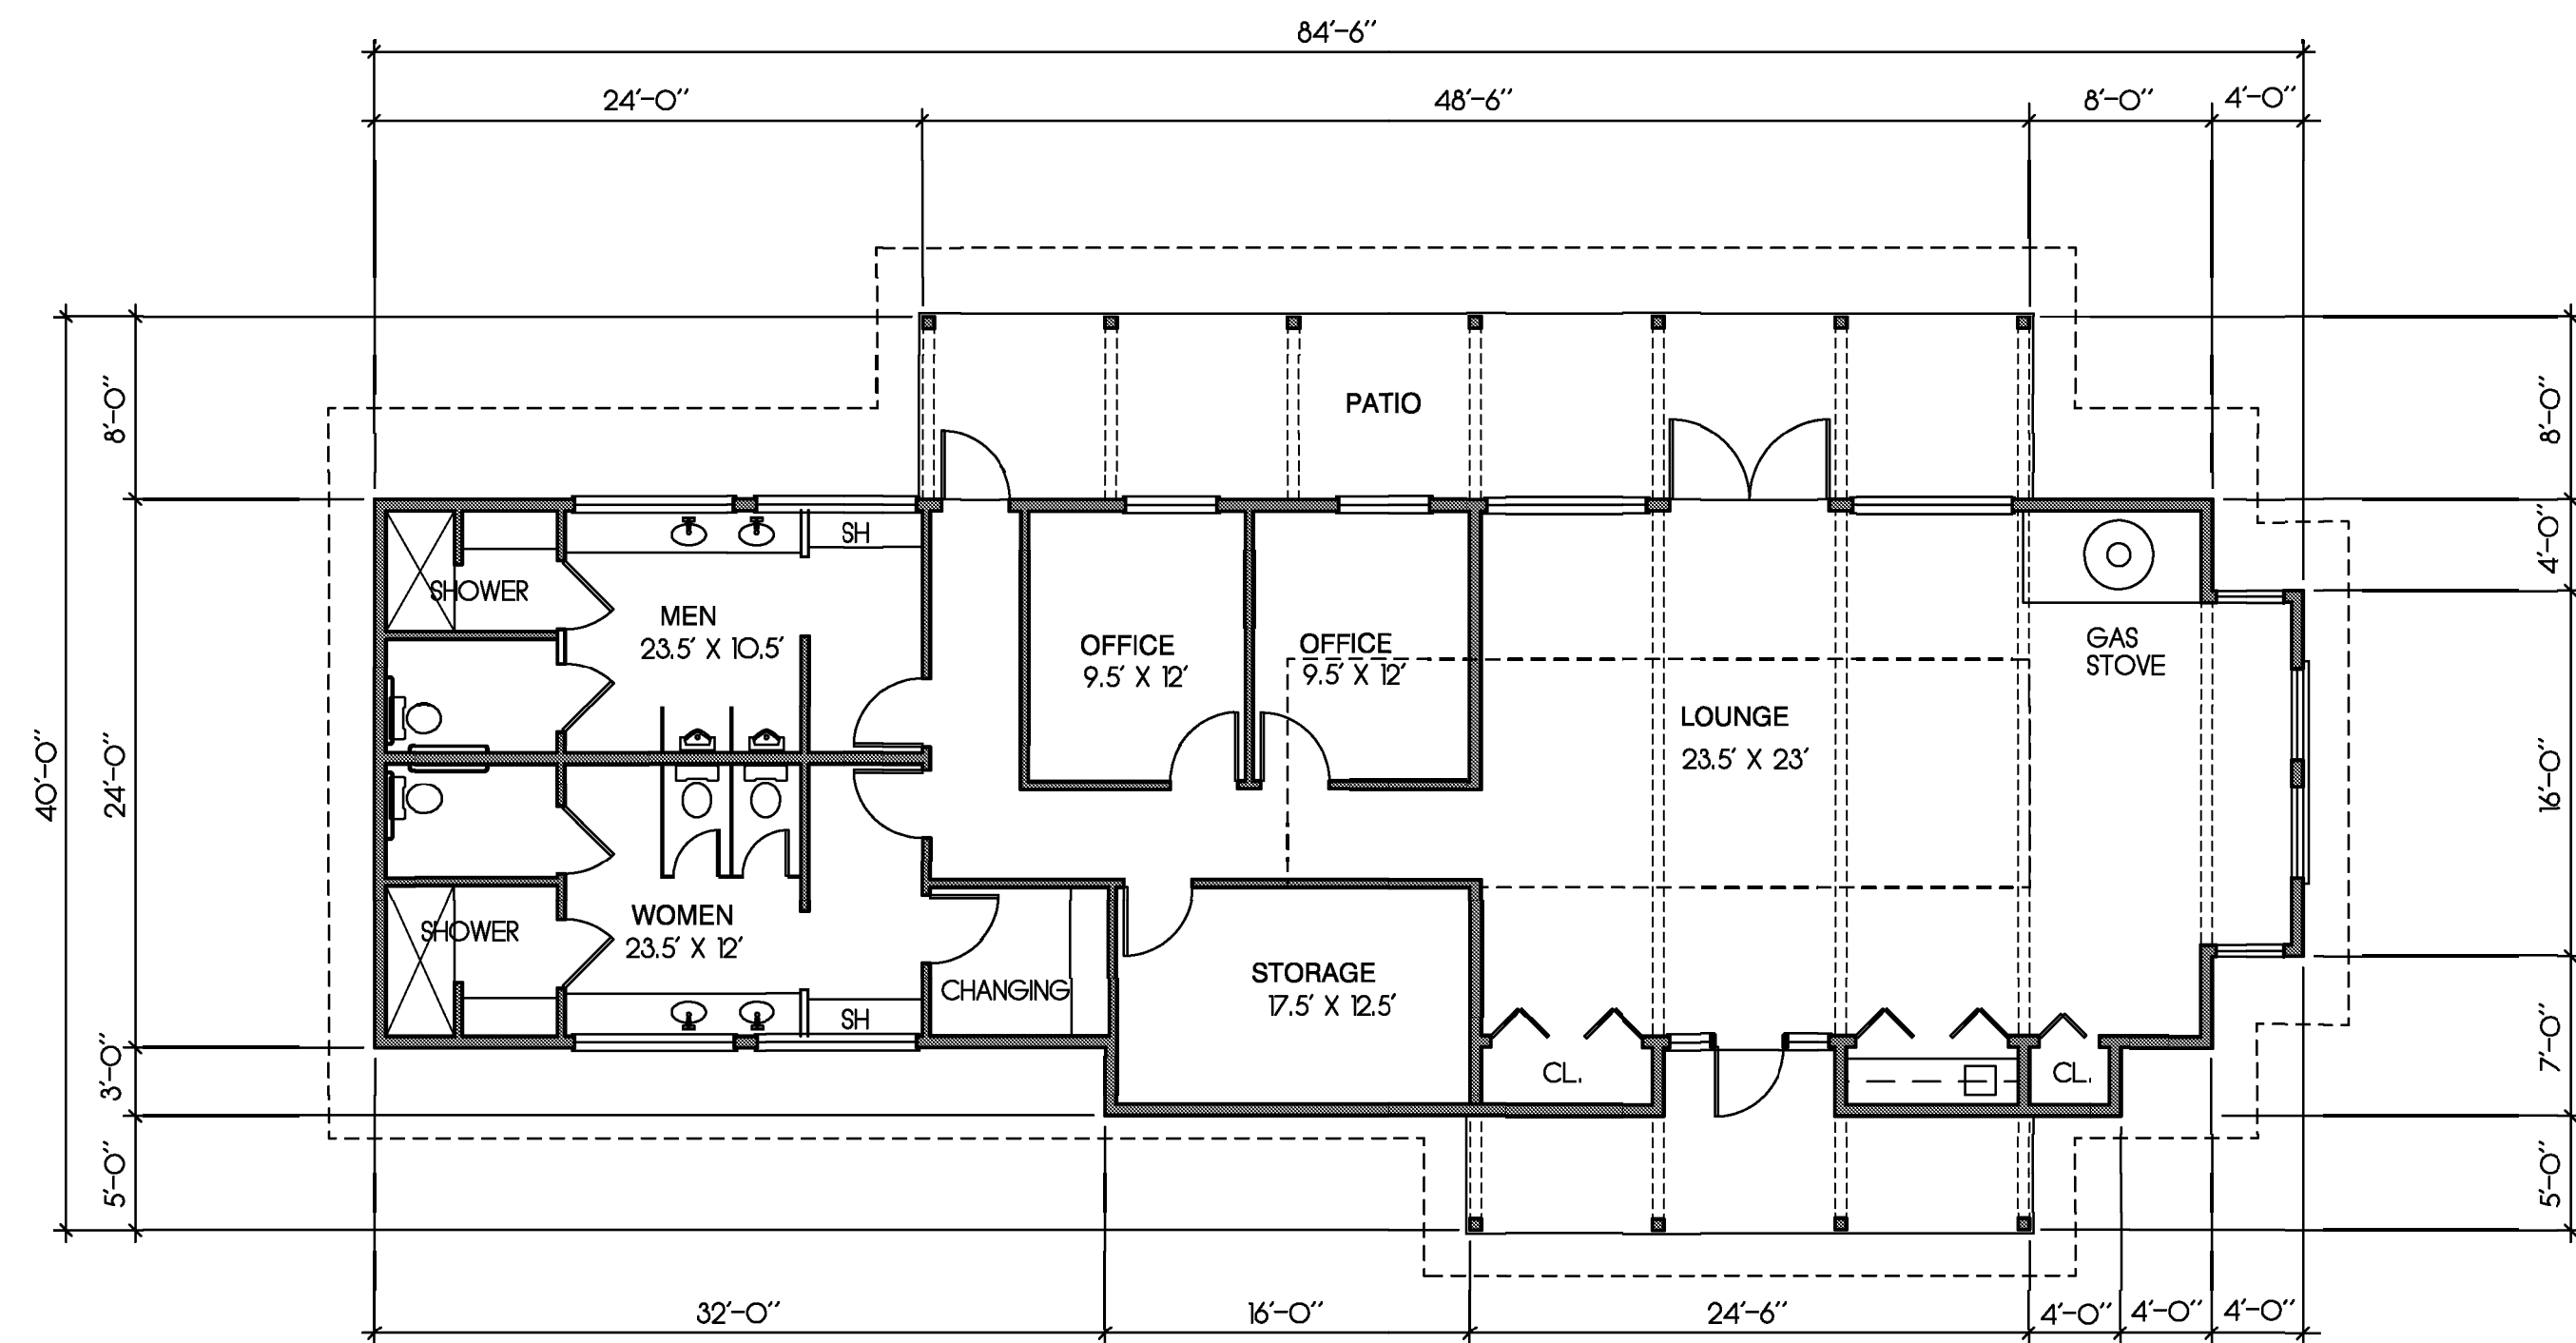 84'-6"
24'-0"
48'-6"
8'-0"
4'-0"
40'-0"
8'-0"
24'-0"
3'-0"
5'-0"
8'-0"
4'-0"
16'-0"
7'-0"
5'-0"
PATIO
SH
SHOWER
MEN
23.5' X 10.5'
OFFICE
9.5' X 12'
OFFICE
9.5' X 12'
GAS
STOVE
LOUNGE
23.5' X 23'
SHOWER
WOMEN
23.5' X 12'
CHANGING
STORAGE
17.5' X 12.5'
SH
CL.
CL.
32'-0"
16'-0"
24'-6"
4'-0"
4'-0"
4'-0"